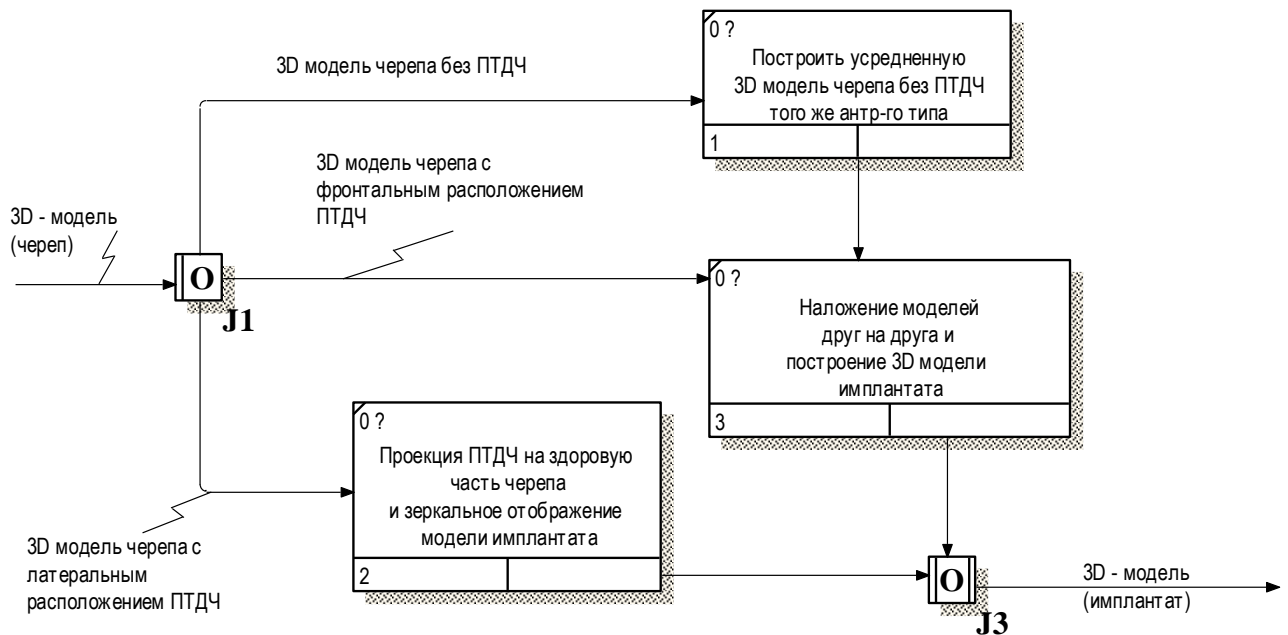 0 ?
Построить усредненную
3D модель черепа без ПТДЧ
того же антр-го типа
1
3D модель черепа без ПТДЧ
3D модель черепа с
фронтальным расположением
ПТДЧ
3D - модель
(череп)
O
J1
0 ?
Наложение моделей
друг на друга и
построение 3D модели
имплантата
3
0 ?
Проекция ПТДЧ на здоровую
часть черепа
и зеркальное отображение
модели имплантата
2
3D модель черепа с
латеральным
расположением ПТДЧ
O
J3
3D - модель
(имплантат)